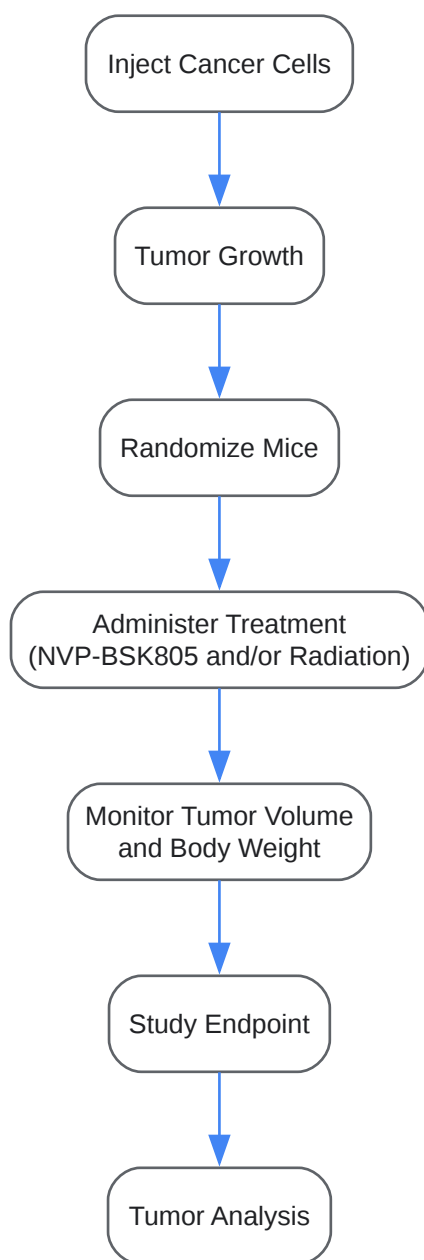 Inject Cancer Cells
Tumor Growth
Randomize Mice
Administer Treatment
(NVP-BSK805 and/or Radiation)
Monitor Tumor Volume
and Body Weight
Study Endpoint
Tumor Analysis